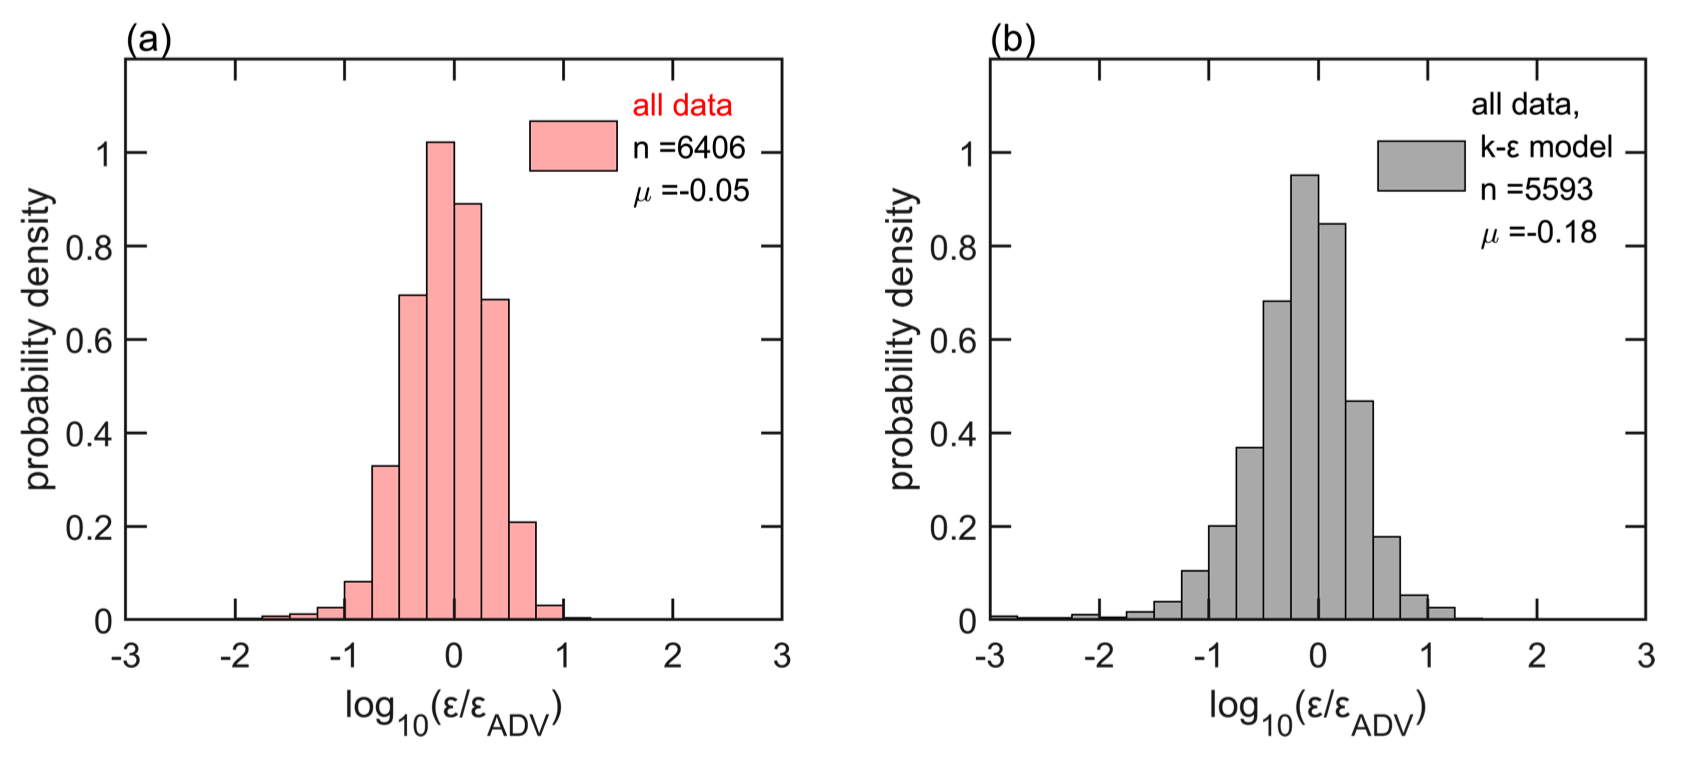 (a)
probability density
1
0.8
0.6
0.4
0.2
0
all data
n =6406
μ =-0.05
-3 -2 -1 0 1 2 3
log10(ε/εADV)
(b)
probability density
1
0.8
0.6
0.4
0.2
0
all data,
k-ε model
n =5593
μ =-0.18
-3 -2 -1 0 1 2 3
log10(ε/εADV)